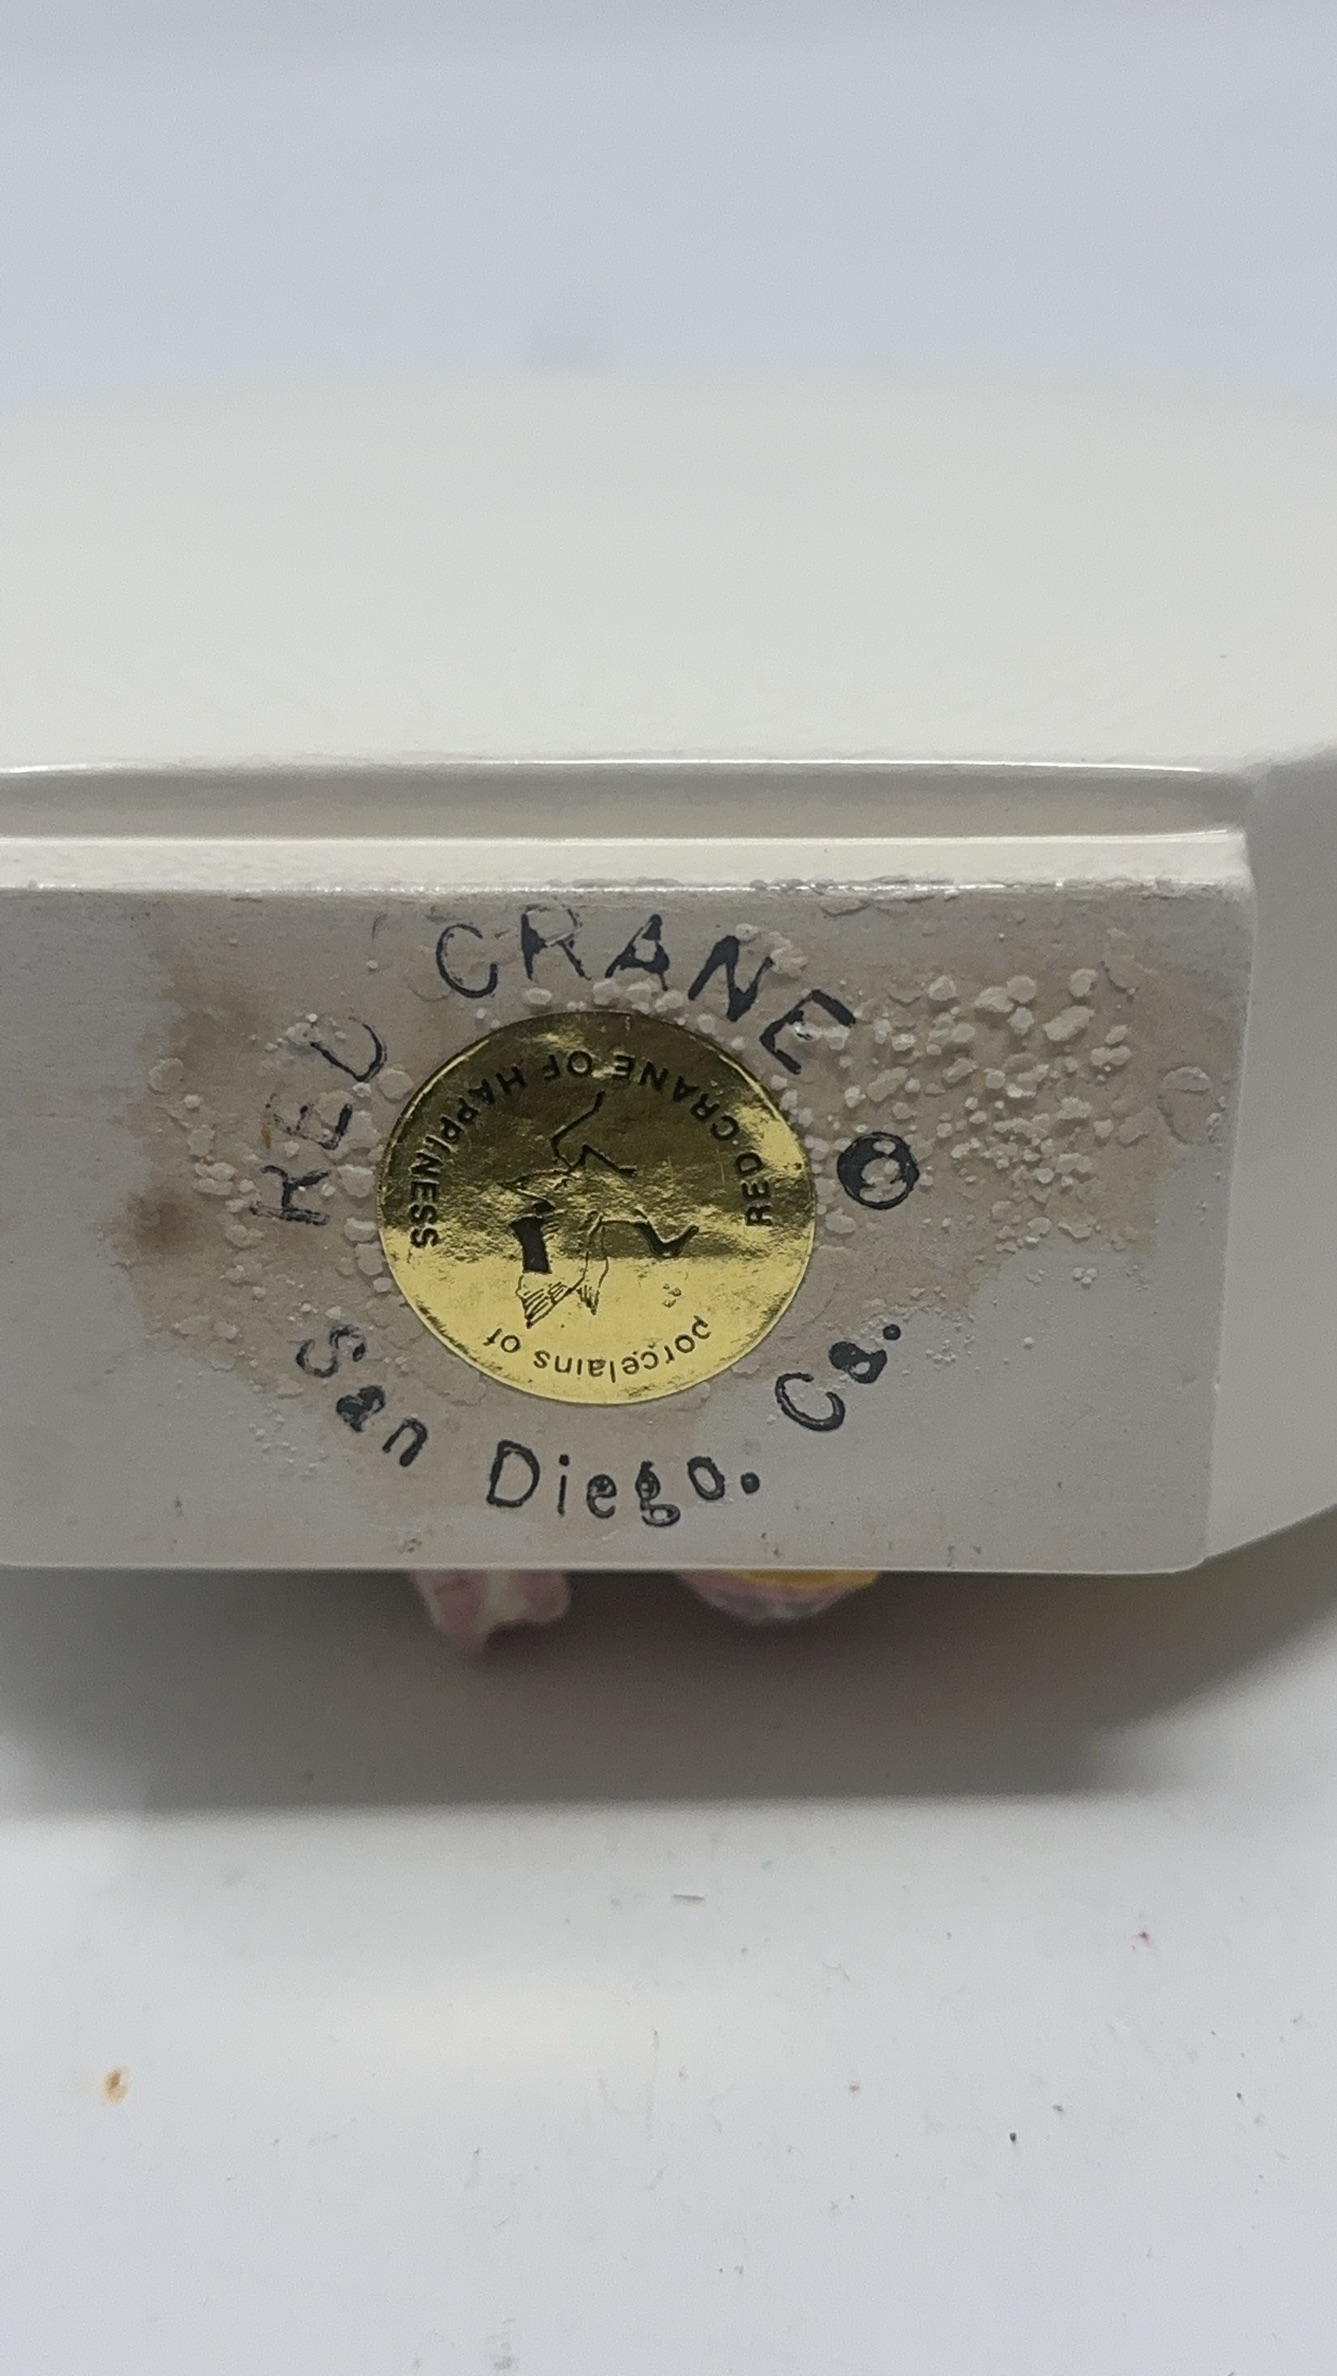 RED CRANE ©
San Diego. Ca.
porcelains of
RED CRANE OF HAPPINESS